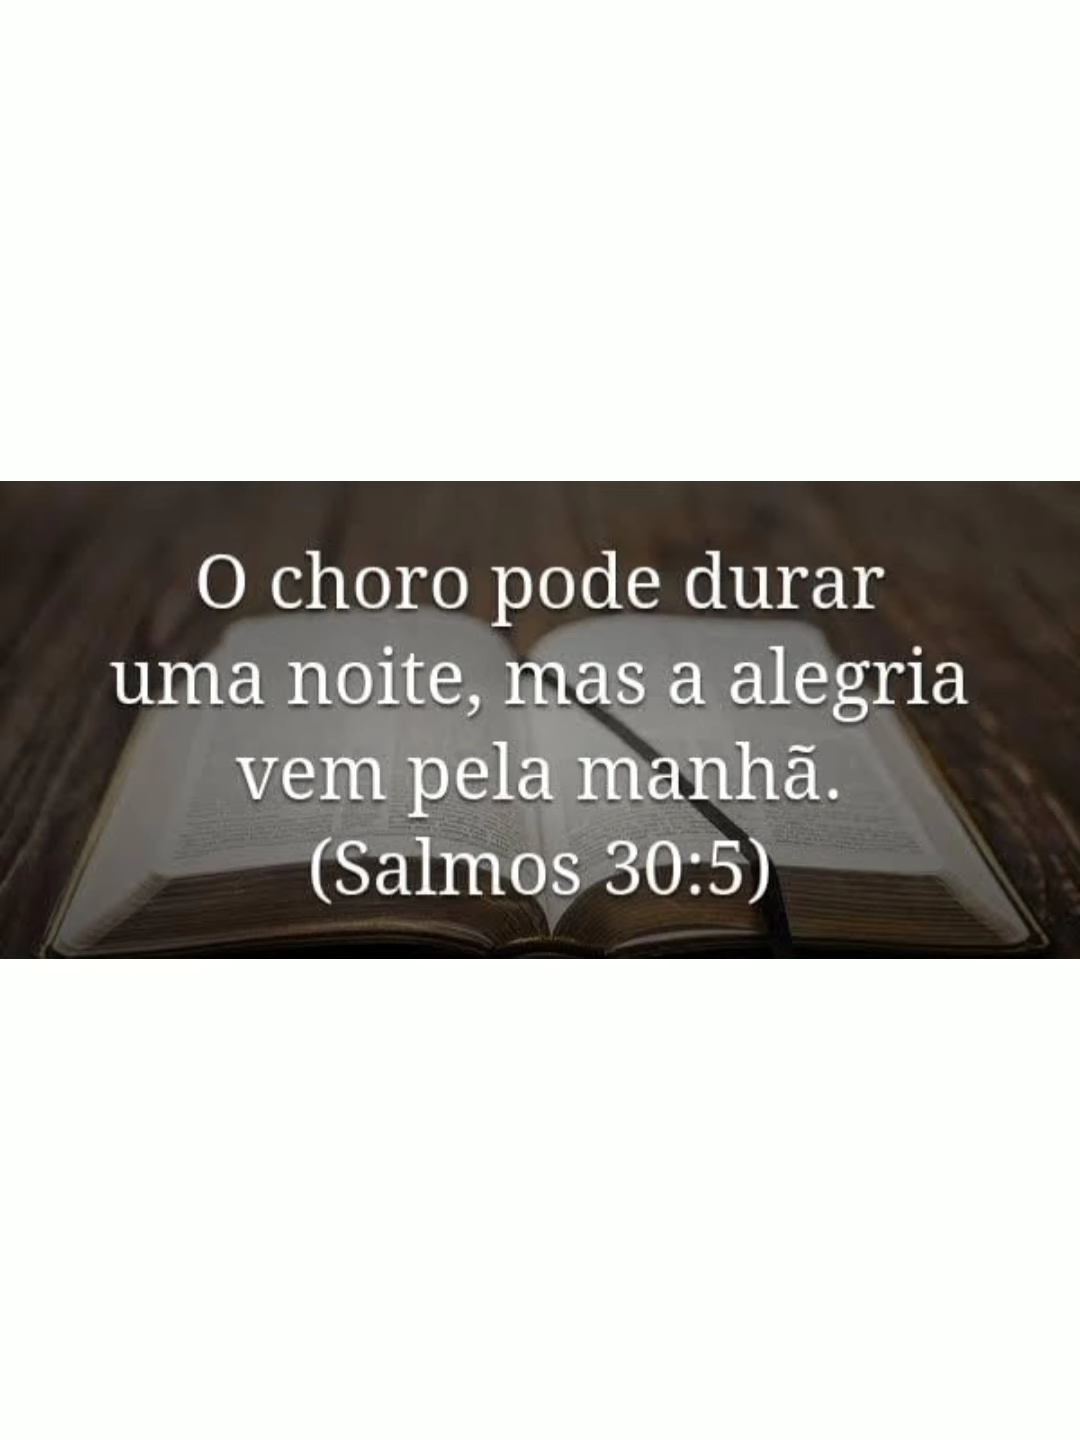 O choro pode durar
uma noite, mas a alegria
vem pela manhã.
(Salmos 30:5)